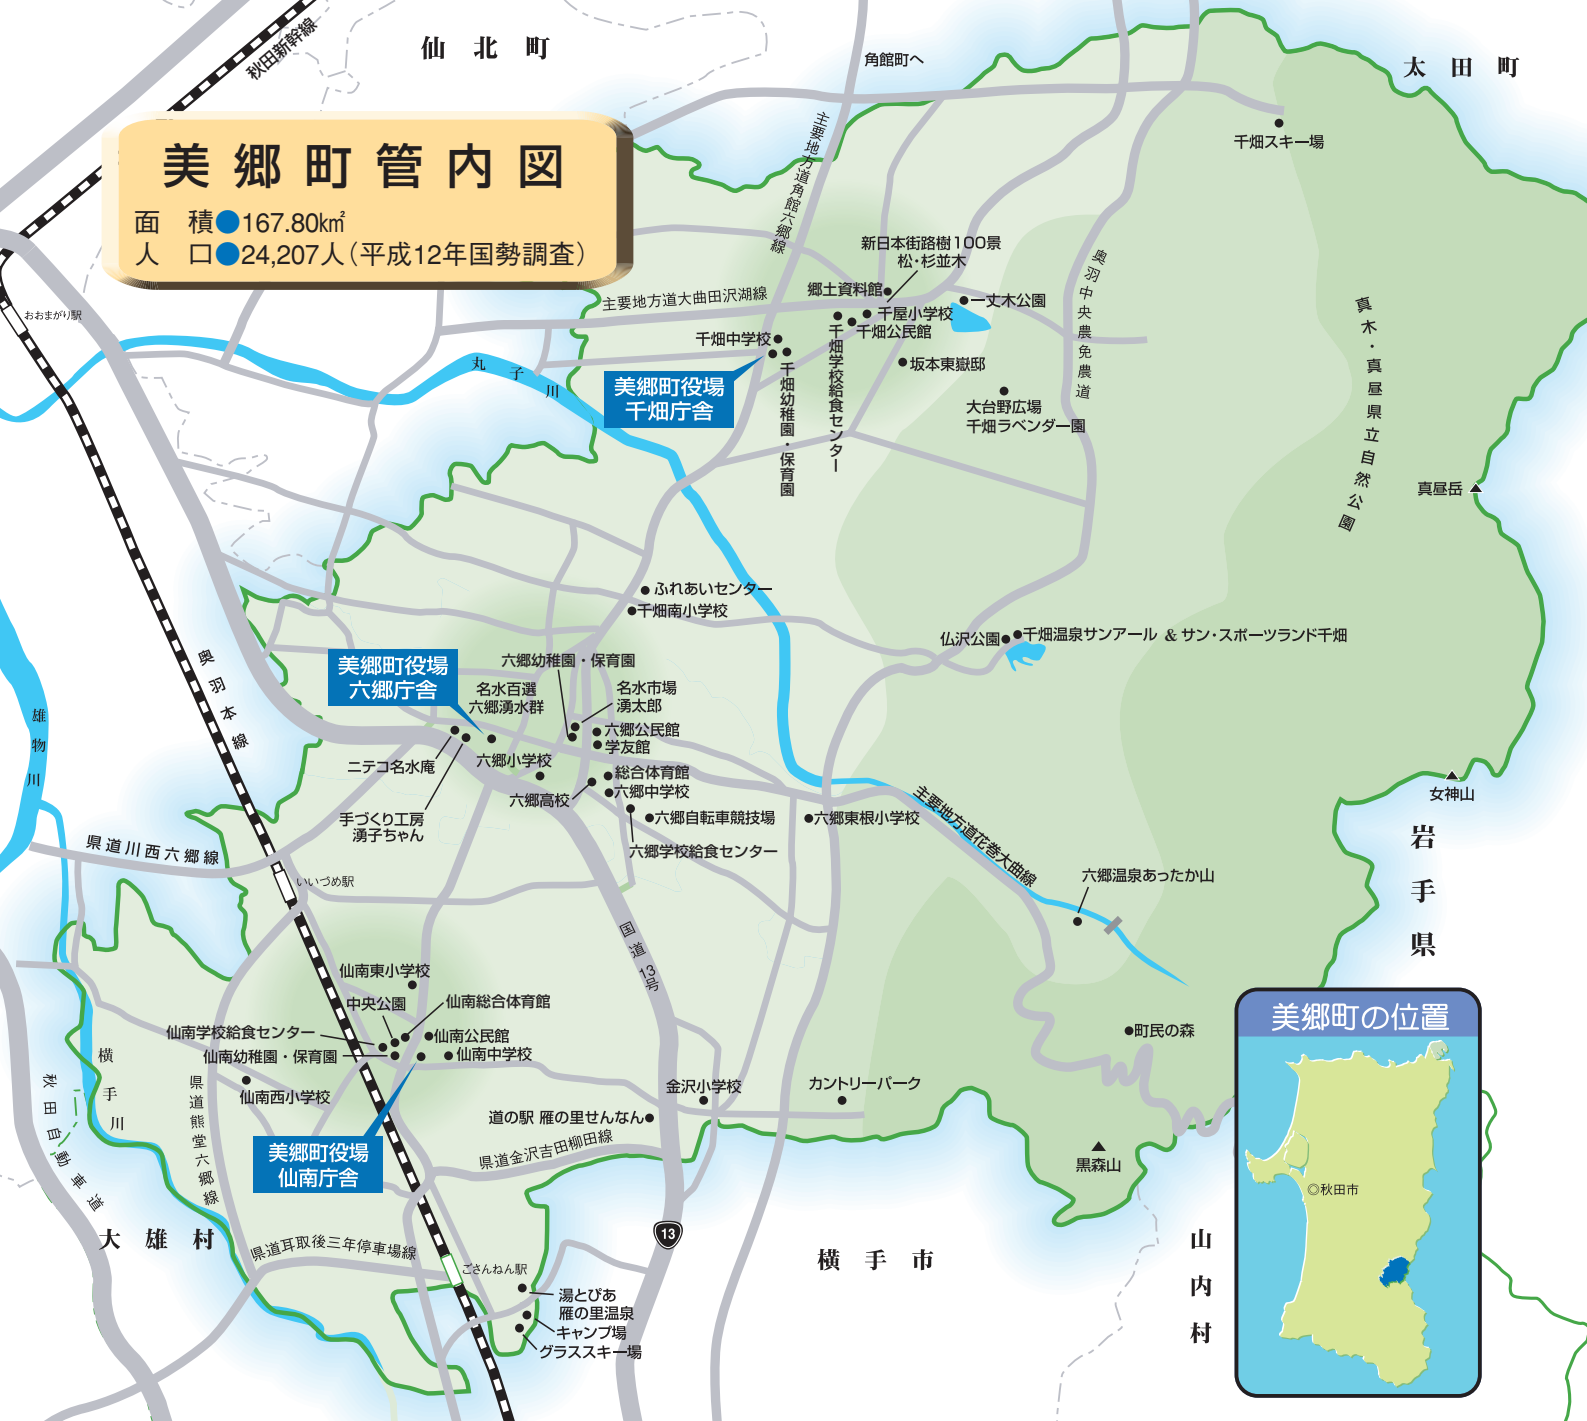 仙北町
太田町
秋田新幹線
角館町へ
美郷町管内図
面　積●167.80k㎡
人　口●24,207人（平成12年国勢調査）
千畑スキー場
主要地方道角館六郷線
新日本街路樹100景
松・杉並木
奥羽中央農免農道
郷土資料館
一丈木公園
主要地方道大曲田沢湖線
真木・真昼県立自然公園
おおまがり駅
千屋小学校
千畑公民館
千畑中学校
丸子川
坂本東嶽邸
美郷町役場
千畑庁舎
千畑幼稚園・保育園
千畑学校給食センター
大台野広場
千畑ラベンダー園
真昼岳
ふれあいセンター
千畑南小学校
仏沢公園
千畑温泉サンアール ＆サン・スポーツランド千畑
奥羽本線
美郷町役場
六郷庁舎
六郷幼稚園・保育園
名水百選
六郷湧水群
名水市場
湧太郎
雄物川
六郷公民館
学友館
ニテコ名水庵
六郷小学校
総合体育館
六郷中学校
六郷高校
女神山
手づくり工房
湧子ちゃん
六郷自転車競技場
六郷東根小学校
主要地方道花巻大曲線
六郷学校給食センター
県道川西六郷線
岩手県
いいづめ駅
六郷温泉あったか山
国道13号
仙南東小学校
中央公園
仙南総合体育館
仙南学校給食センター
仙南公民館
仙南幼稚園・保育園
仙南中学校
町民の森
美郷町の位置
横手川
秋田自動車道
県道熊堂六郷線
仙南西小学校
金沢小学校
カントリーパーク
道の駅 雁の里せんなん
県道金沢吉田柳田線
美郷町役場
仙南庁舎
黒森山
◎秋田市
大雄村
県道耳取後三年停車場線
13
横手市
山内村
ごさんねん駅
湯とぴあ
雁の里温泉
キャンプ場
グラススキー場